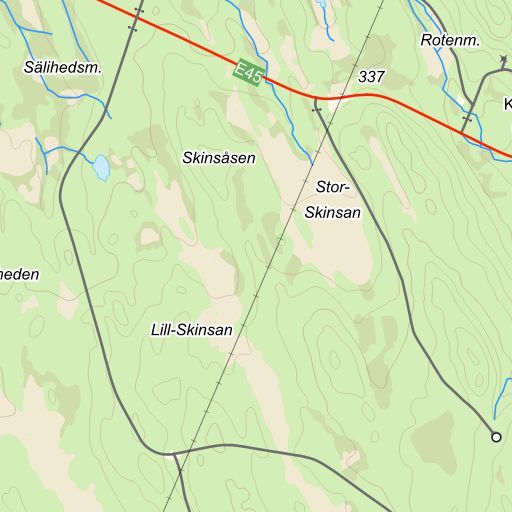 Rotenm.
Sälihedsm.
E45
337
K
Skinsåsen
Stor-
Skinsan
neden
Lill-Skinsan